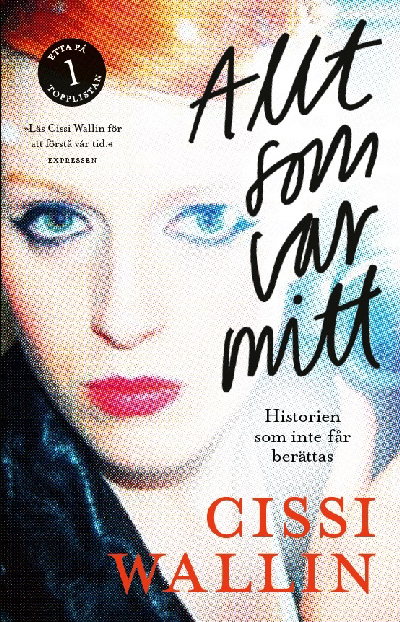 ETTA PÅ
1
TOPPLISTAN
»Läs Cissi Wallin för
att förstå vår tid.«
EXPRESSEN
Allt
som
var
mitt
Historien
som inte får
berättas
CISSI
WALLIN